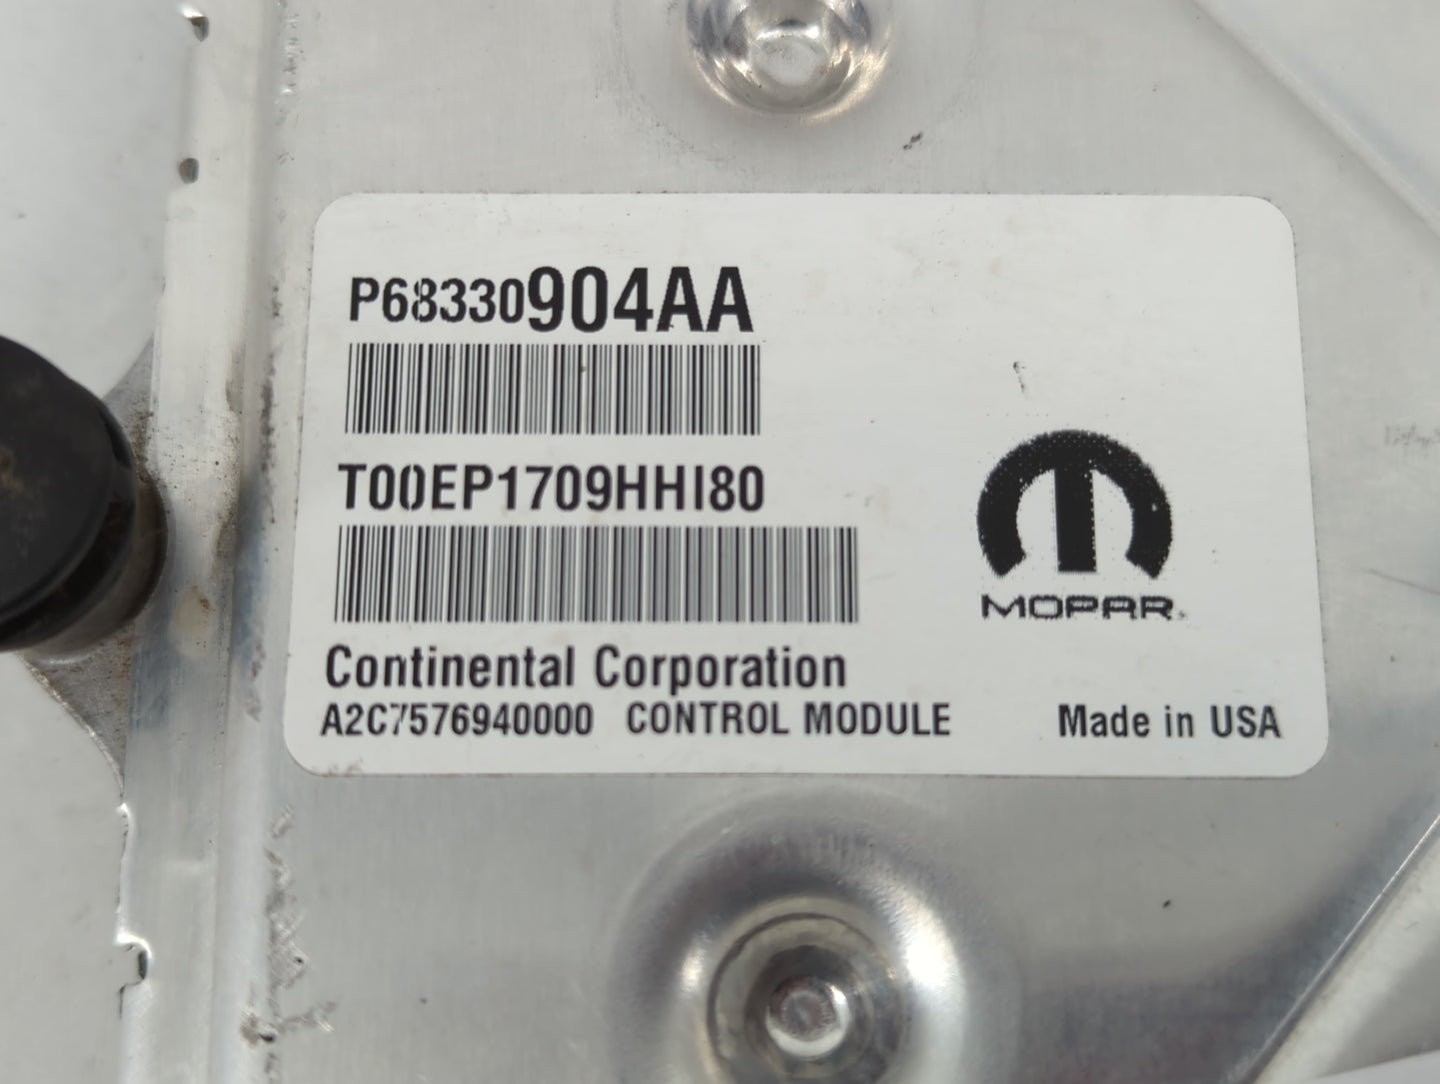 P68330904AA
T00EP1709HHI80
MOPAR
Continental Corporation
A2C7576940000 CONTROL MODULE
Made in USA